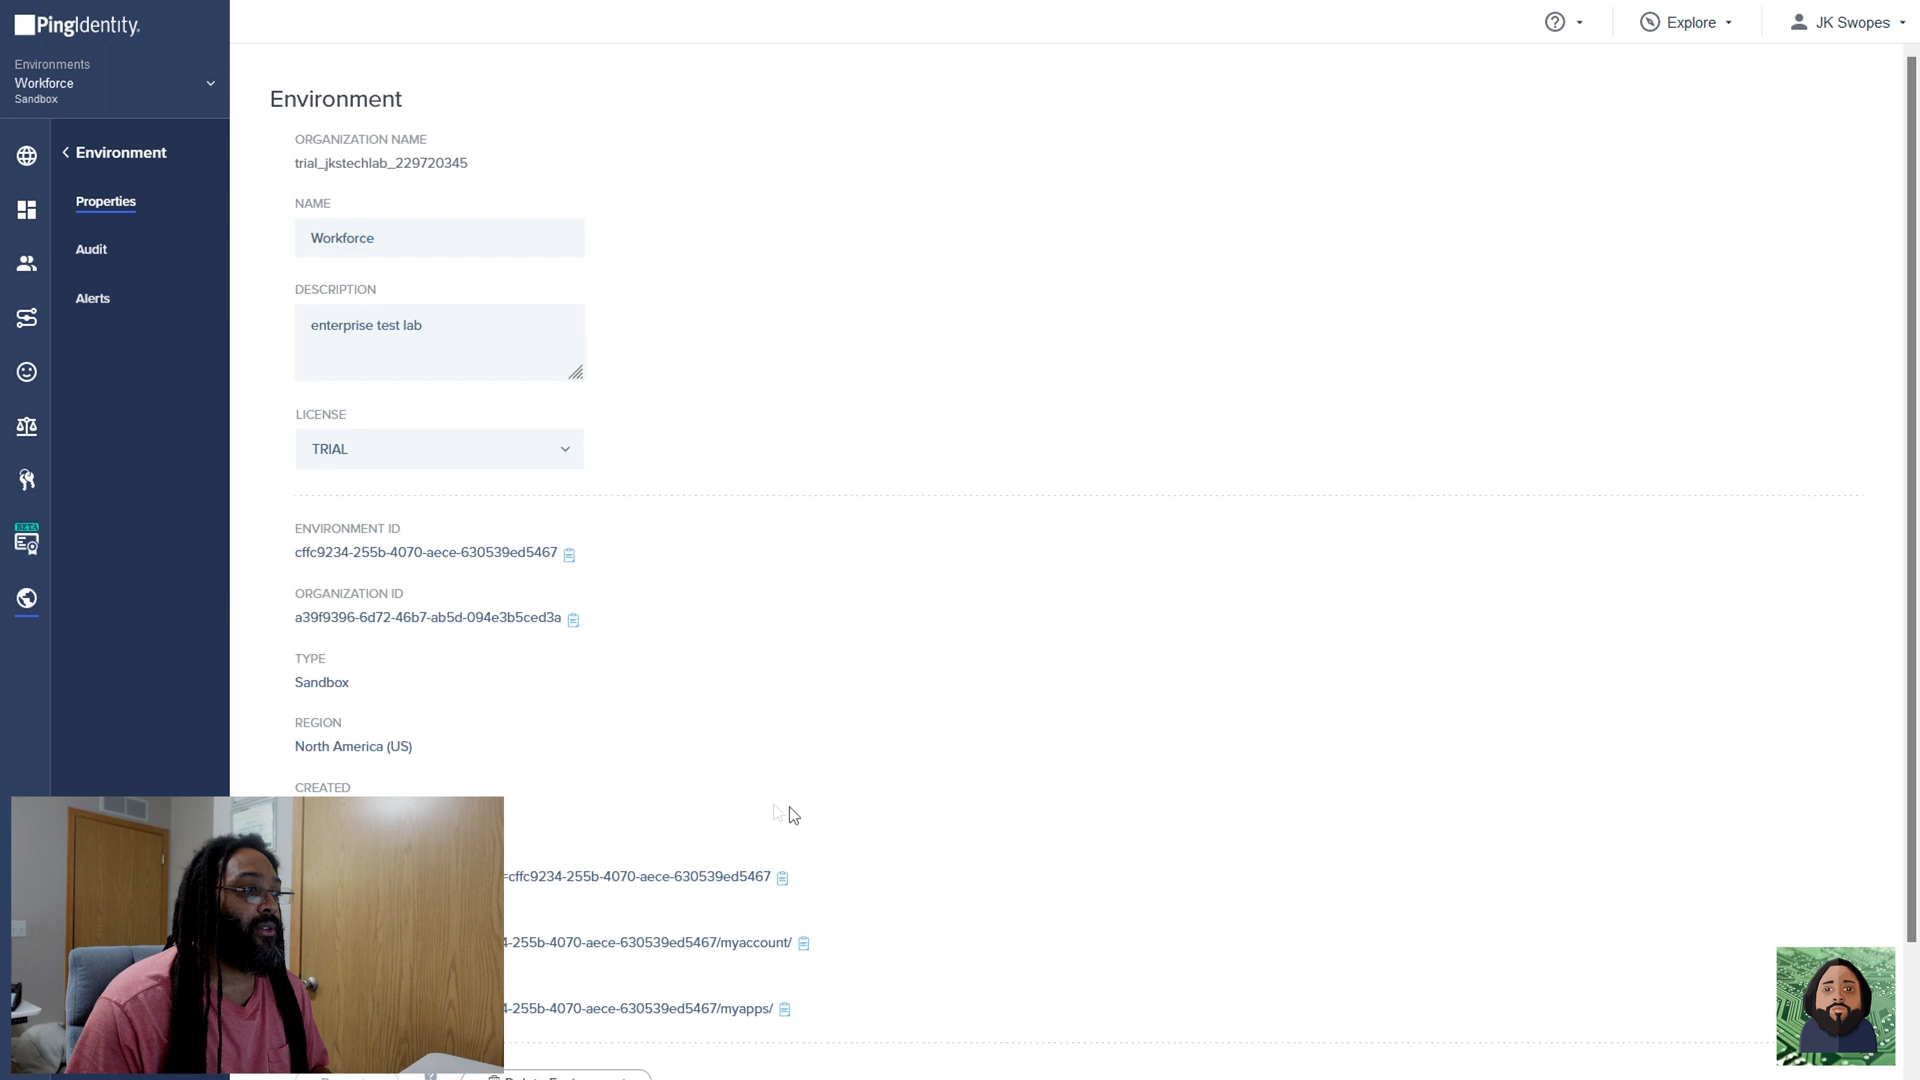 PingIdentity.
Environments
Workforce
Sandbox
Environment
Properties
Audit
Alerts
Explore
JK Swopes
Environment
ORGANIZATION NAME
trial_jkstechlab_229720345
NAME
Workforce
DESCRIPTION
enterprise test lab
LICENSE
TRIAL
ENVIRONMENT ID
cffc9234-255b-4070-aece-630539ed5467
ORGANIZATION ID
a39f9396-6d72-46b7-ab5d-094e3b5ced3a
TYPE
Sandbox
REGION
North America (US)
CREATED
=cffc9234-255b-4070-aece-630539ed5467
4-255b-4070-aece-630539ed5467/myaccount/
4-255b-4070-aece-630539ed5467/myapps/
BETA